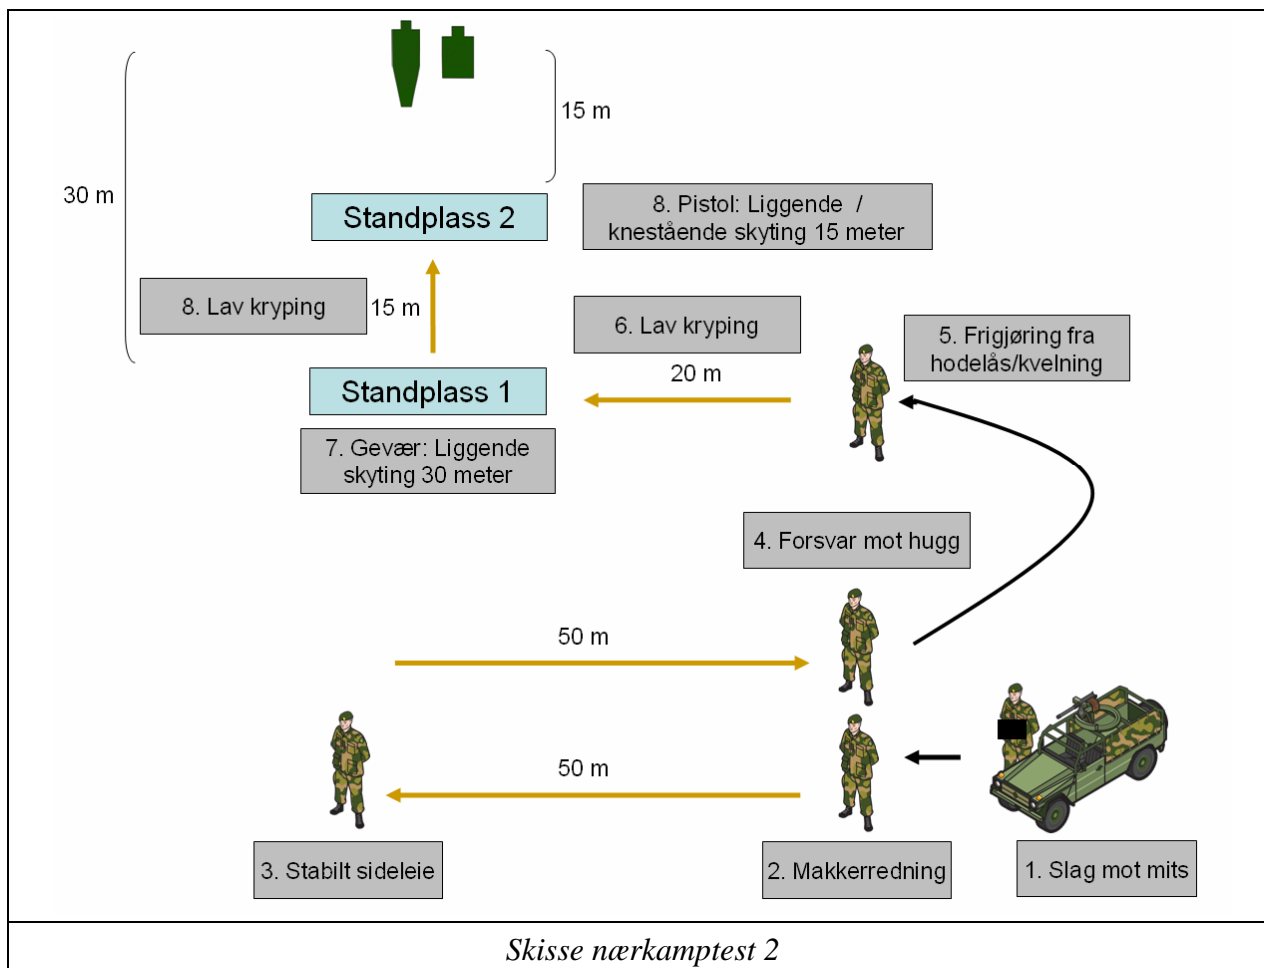 15 m
30 m
Standplass 2
8. Pistol: Liggende /
knestående skyting 15 meter
8. Lav kryping
15 m
6. Lav kryping
5. Frigjøring fra
hodelås/kvelning
20 m
Standplass 1
7. Gevær: Liggende
skyting 30 meter
4. Forsvar mot hugg
50 m
50 m
3. Stabilt sideleie
2. Makkerredning
1. Slag mot mits
Skisse nærkamptest 2